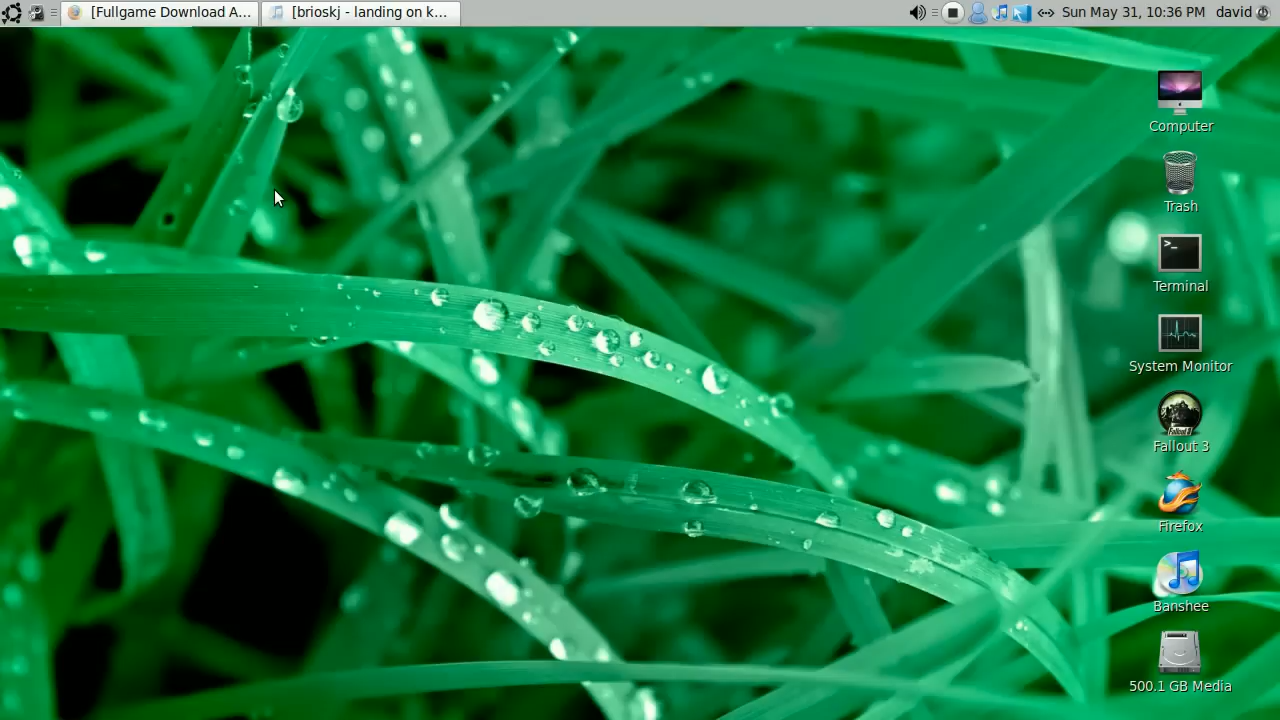 [Fullgame Download A...
[brioskj - landing on k...
Sun May 31, 10:36 PM
david
Computer
Trash
>_
Terminal
System Monitor
Fallout 3
Firefox
Banshee
500.1 GB Media